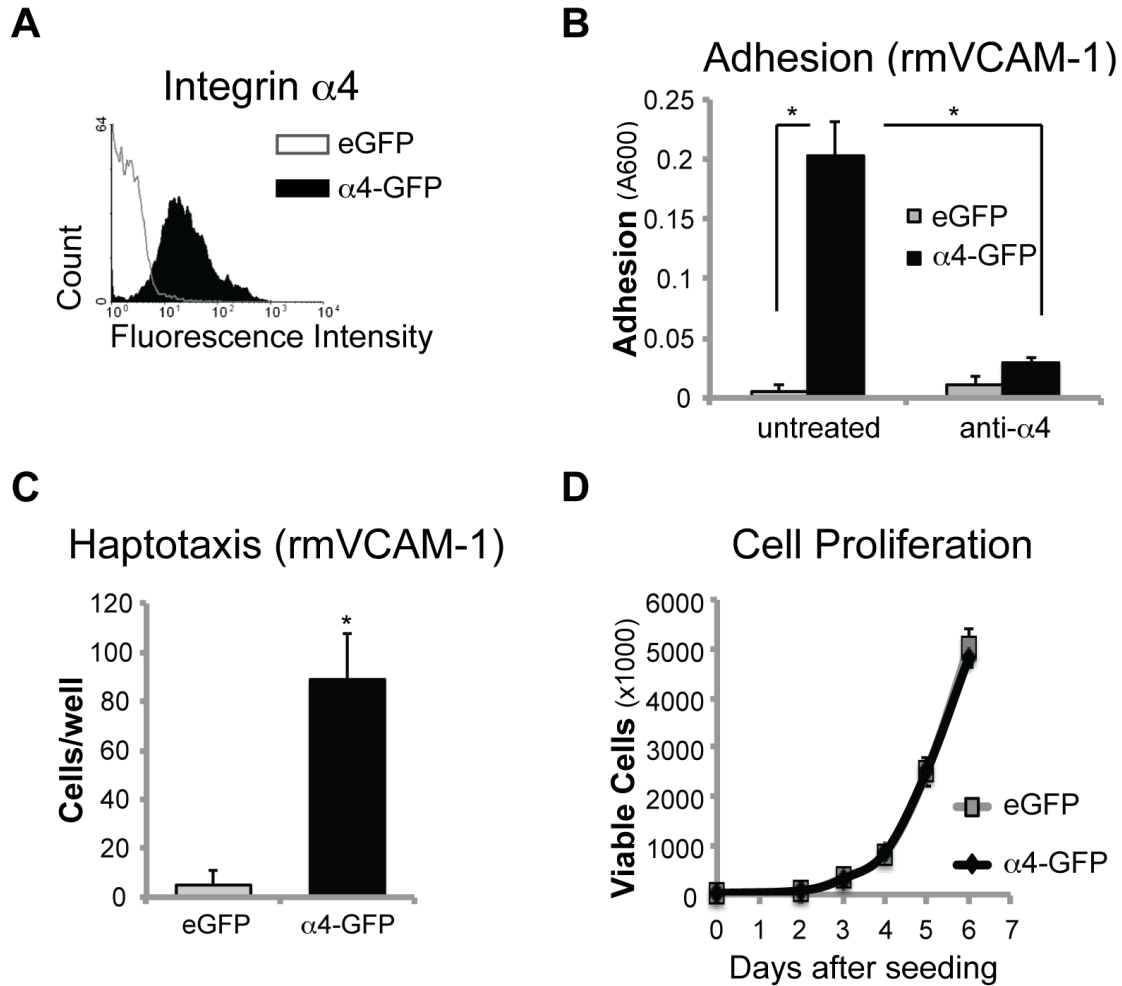 A
Integrin α4
64
0
Count
eGFP
α4-GFP
10⁰ 10¹ 10² 10³ 10⁴
Fluorescence Intensity
B
Adhesion (rmVCAM-1)
Adhesion (A600)
0.25
0.2
0.15
0.1
0.05
0
* *
eGFP
α4-GFP
untreated anti-α4
C
Haptotaxis (rmVCAM-1)
Cells/well
120
100
80
60
40
20
0
*
eGFP α4-GFP
D
Cell Proliferation
Viable Cells (x1000)
6000
5000
4000
3000
2000
1000
0
eGFP
α4-GFP
0 1 2 3 4 5 6 7
Days after seeding